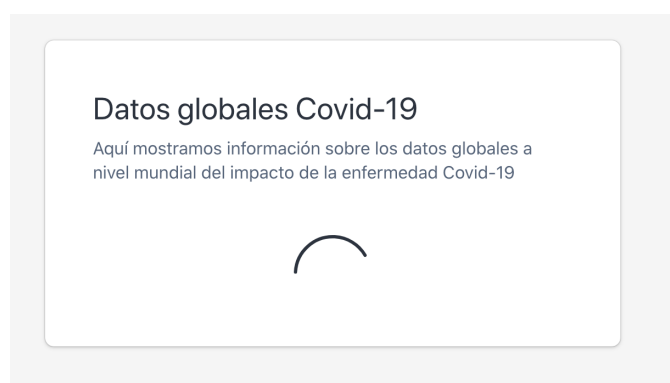 Datos globales Covid-19
Aquí mostramos información sobre los datos globales a
nivel mundial del impacto de la enfermedad Covid-19